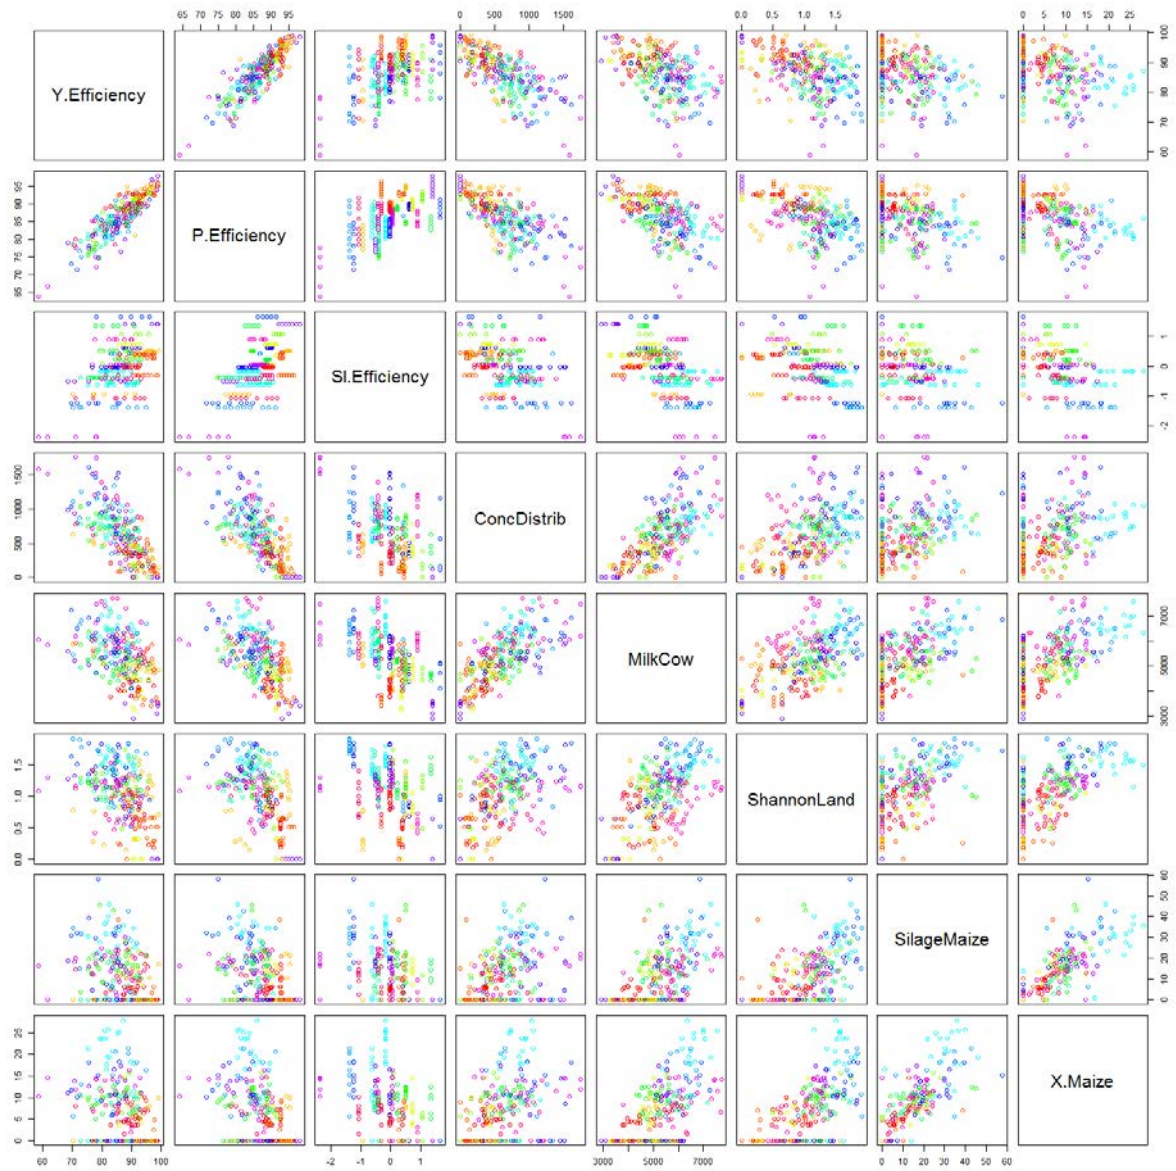 65 75 80 85 90 95 0 500 1000 1500 0.0 0.5 1.0 1.5 0 5 10 15 20 25
Y.Efficiency
60 70 80 90 100
P.Efficiency
65 70 75 80 85 90 95
SI.Efficiency
-2 -1 0 1
ConcDistrib
0 500 1000 1500
MilkCow
3000 5000 7000
ShannonLand
0.0 0.5 1.0 1.5
SilageMaize
0 10 20 30 40 50 60
X.Maize
0 5 10 15 20 25
60 70 80 90 100 -2 -1 0 1 3000 5000 7000 0 10 20 30 40 50 60